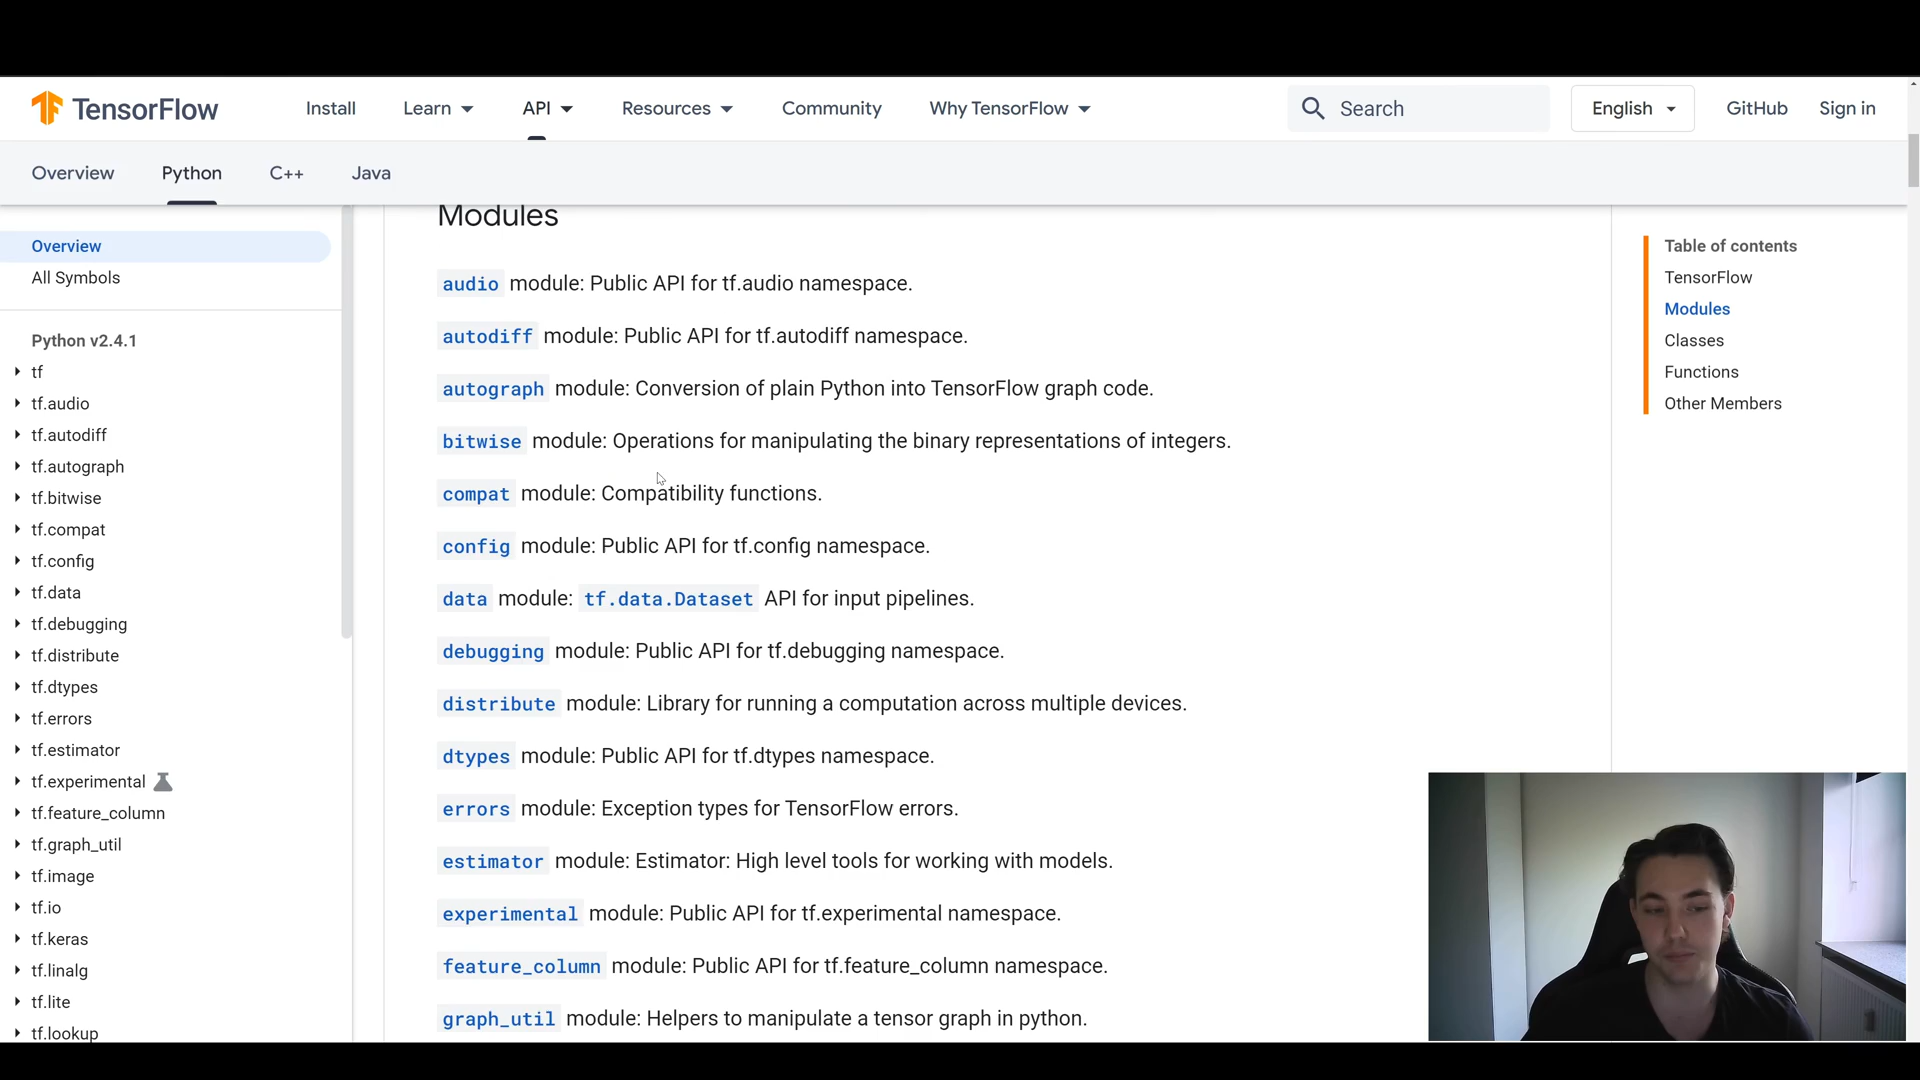 TensorFlow
Install
Learn
API
Resources
Community
Why TensorFlow
Search
English
GitHub
Sign in
Overview
Python
C++
Java
Overview
All Symbols
Python v2.4.1
tf
tf.audio
tf.autodiff
tf.autograph
tf.bitwise
tf.compat
tf.config
tf.data
tf.debugging
tf.distribute
tf.dtypes
tf.errors
tf.estimator
tf.experimental
tf.feature_column
tf.graph_util
tf.image
tf.io
tf.keras
tf.linalg
tf.lite
tf.lookup
Modules
audio module: Public API for tf.audio namespace.
autodiff module: Public API for tf.autodiff namespace.
autograph module: Conversion of plain Python into TensorFlow graph code.
bitwise module: Operations for manipulating the binary representations of integers.
compat module: Compatibility functions.
config module: Public API for tf.config namespace.
data module: tf.data.Dataset API for input pipelines.
debugging module: Public API for tf.debugging namespace.
distribute module: Library for running a computation across multiple devices.
dtypes module: Public API for tf.dtypes namespace.
errors module: Exception types for TensorFlow errors.
estimator module: Estimator: High level tools for working with models.
experimental module: Public API for tf.experimental namespace.
feature_column module: Public API for tf.feature_column namespace.
graph_util module: Helpers to manipulate a tensor graph in python.
Table of contents
TensorFlow
Modules
Classes
Functions
Other Members